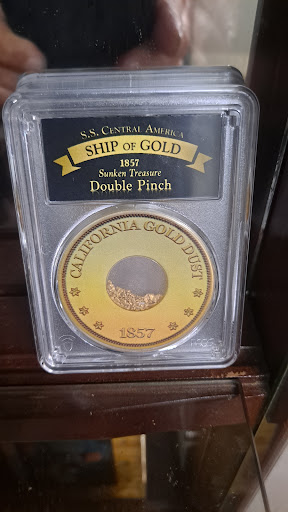 S.S. CENTRAL AMERICA
SHIP OF GOLD
1857
Sunken Treasure
Double Pinch
CALIFORNIA GOLD DUST
1857